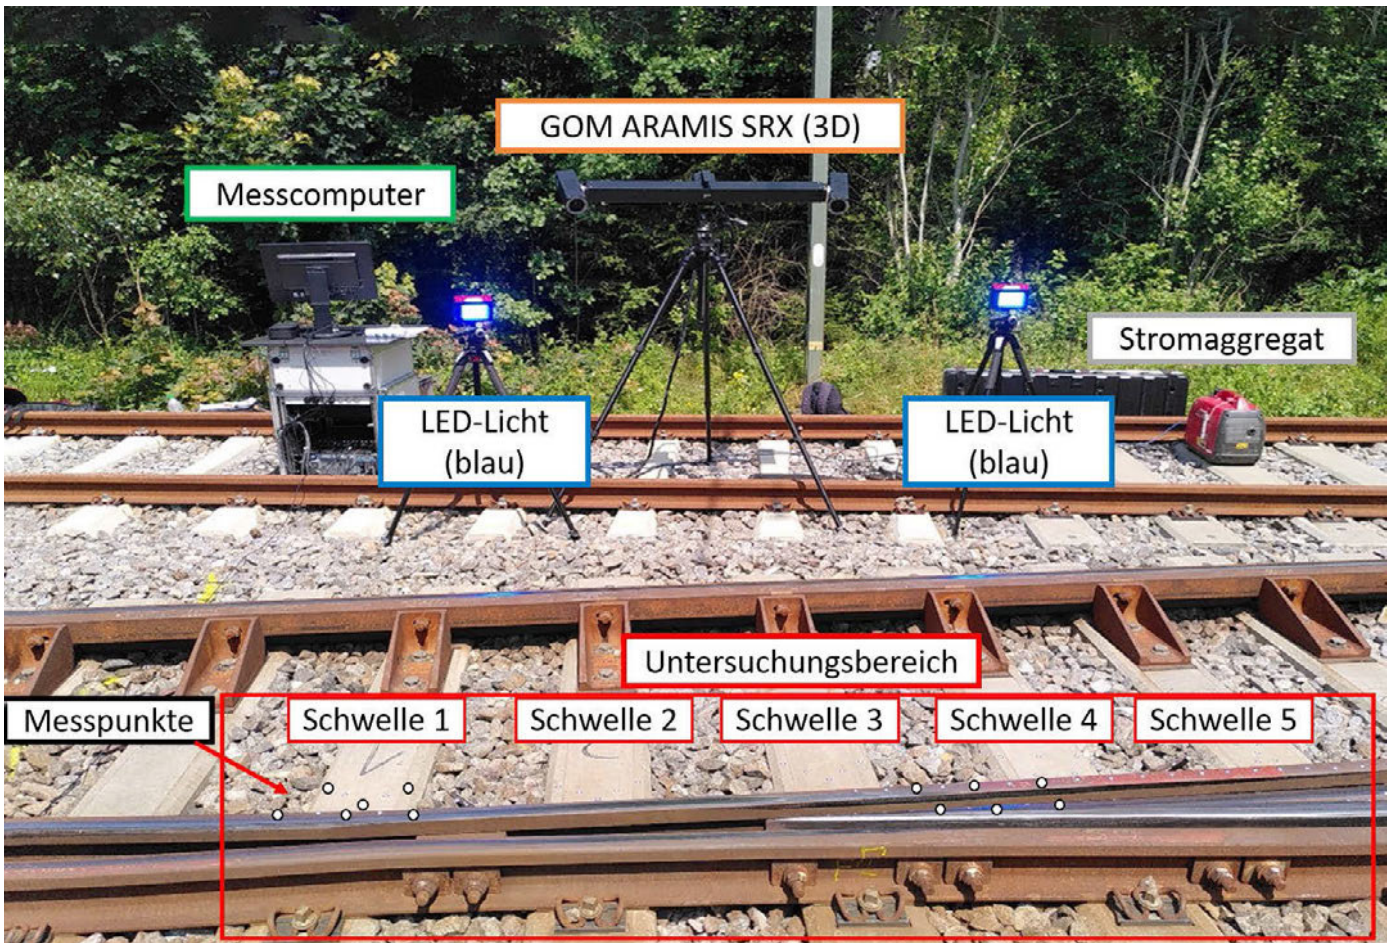 GOM ARAMIS SRX (3D)
Messcomputer
Stromaggregat
LED-Licht
(blau)
LED-Licht
(blau)
Untersuchungsbereich
Messpunkte
Schwelle 1
Schwelle 2
Schwelle 3
Schwelle 4
Schwelle 5